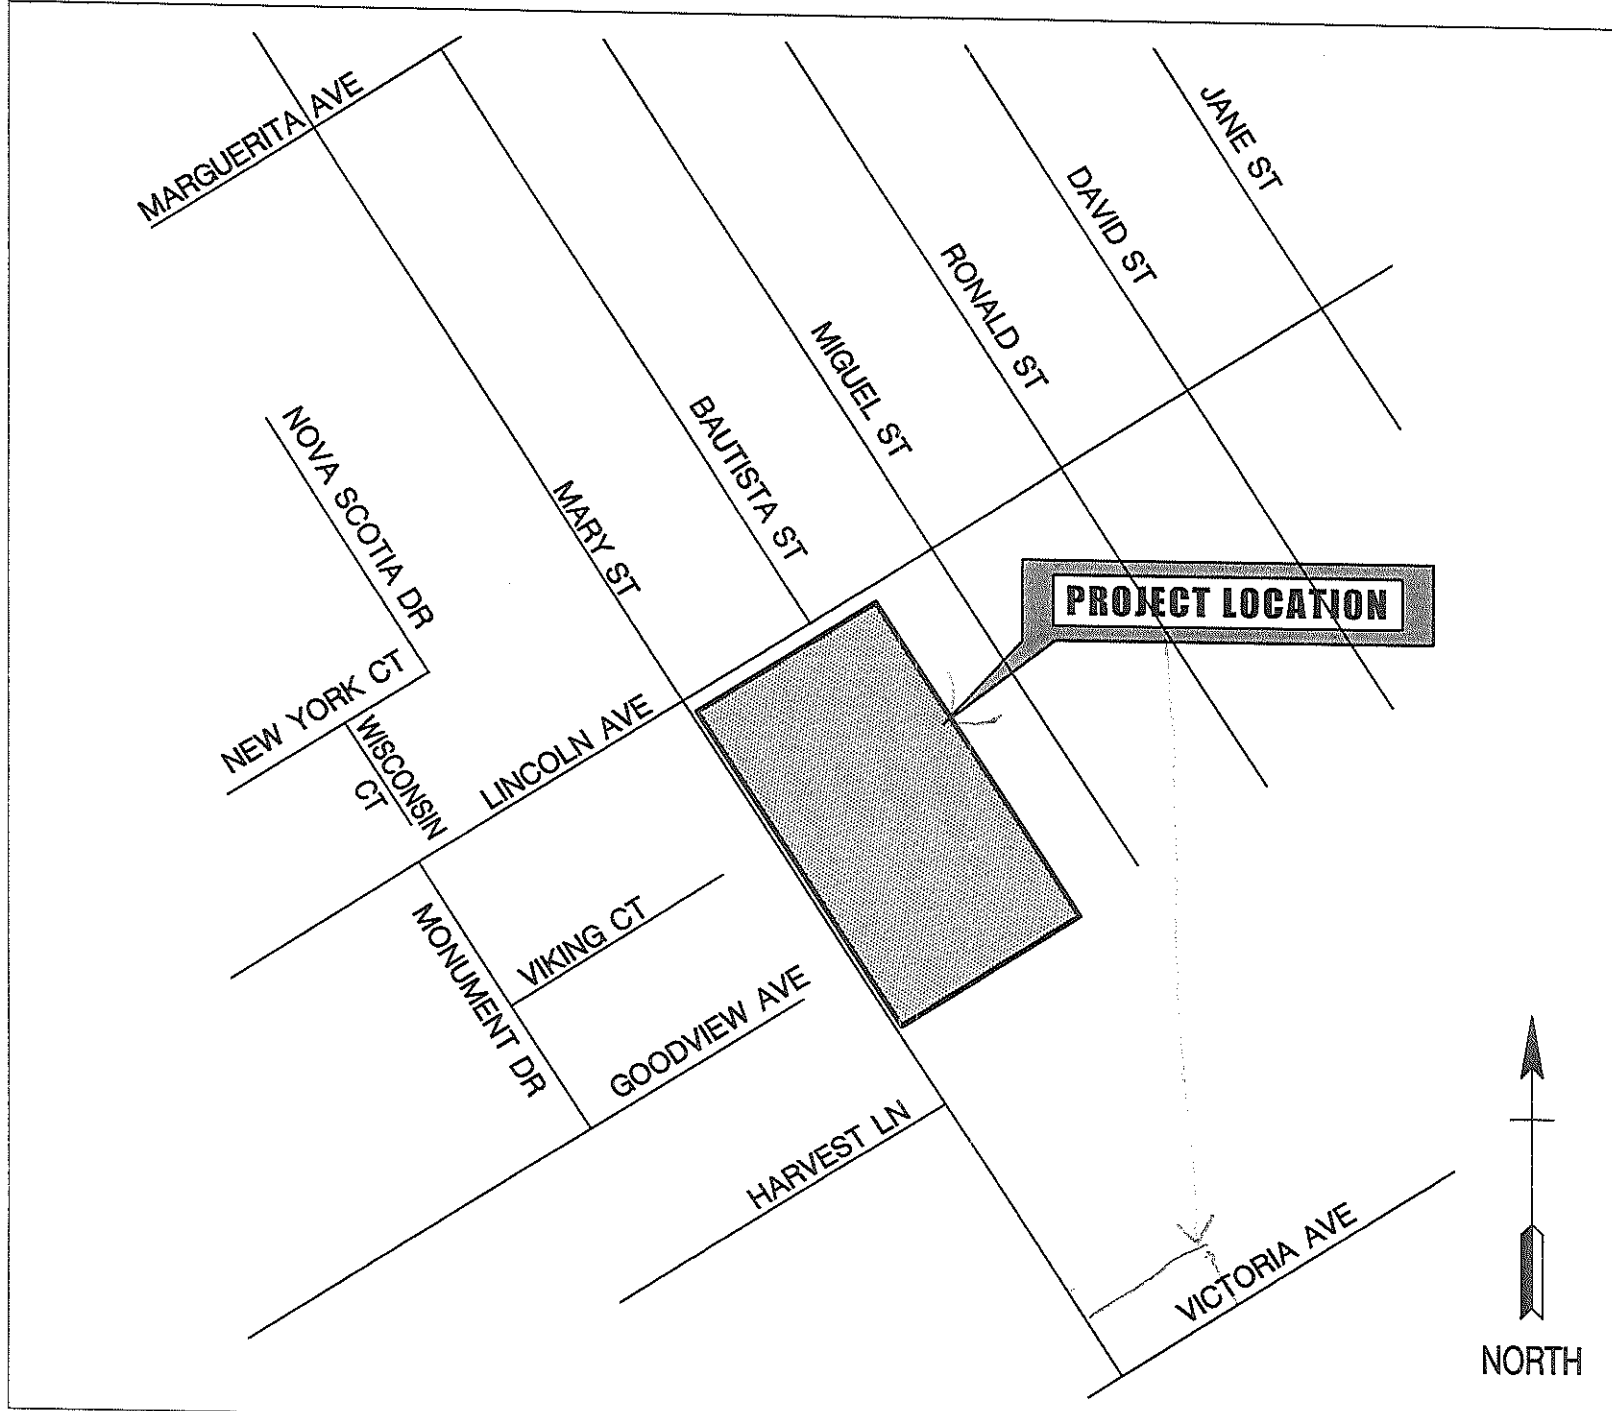 MARGUERITA AVE
JANE ST
DAVID ST
RONALD ST
MIGUEL ST
BAUTISTA ST
MARY ST
NOVA SCOTIA DR
NEW YORK CT
WISCONSIN
CT
LINCOLN AVE
PROJECT LOCATION
MONUMENT DR
VIKING CT
GOODVIEW AVE
HARVEST LN
VICTORIA AVE
NORTH